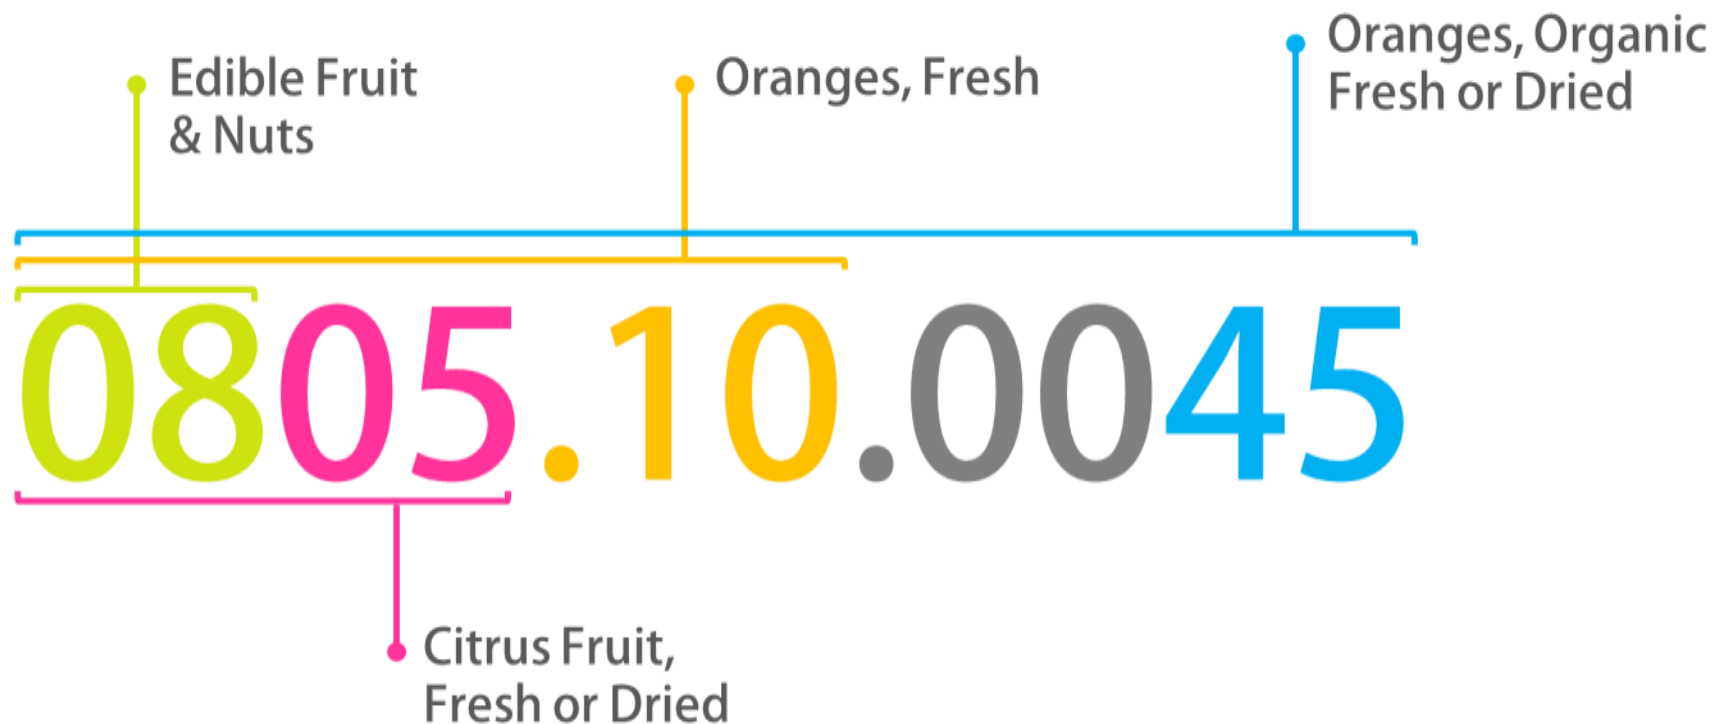 Edible Fruit
& Nuts
Oranges, Fresh
Oranges, Organic
Fresh or Dried
0805.10.0045
Citrus Fruit,
Fresh or Dried